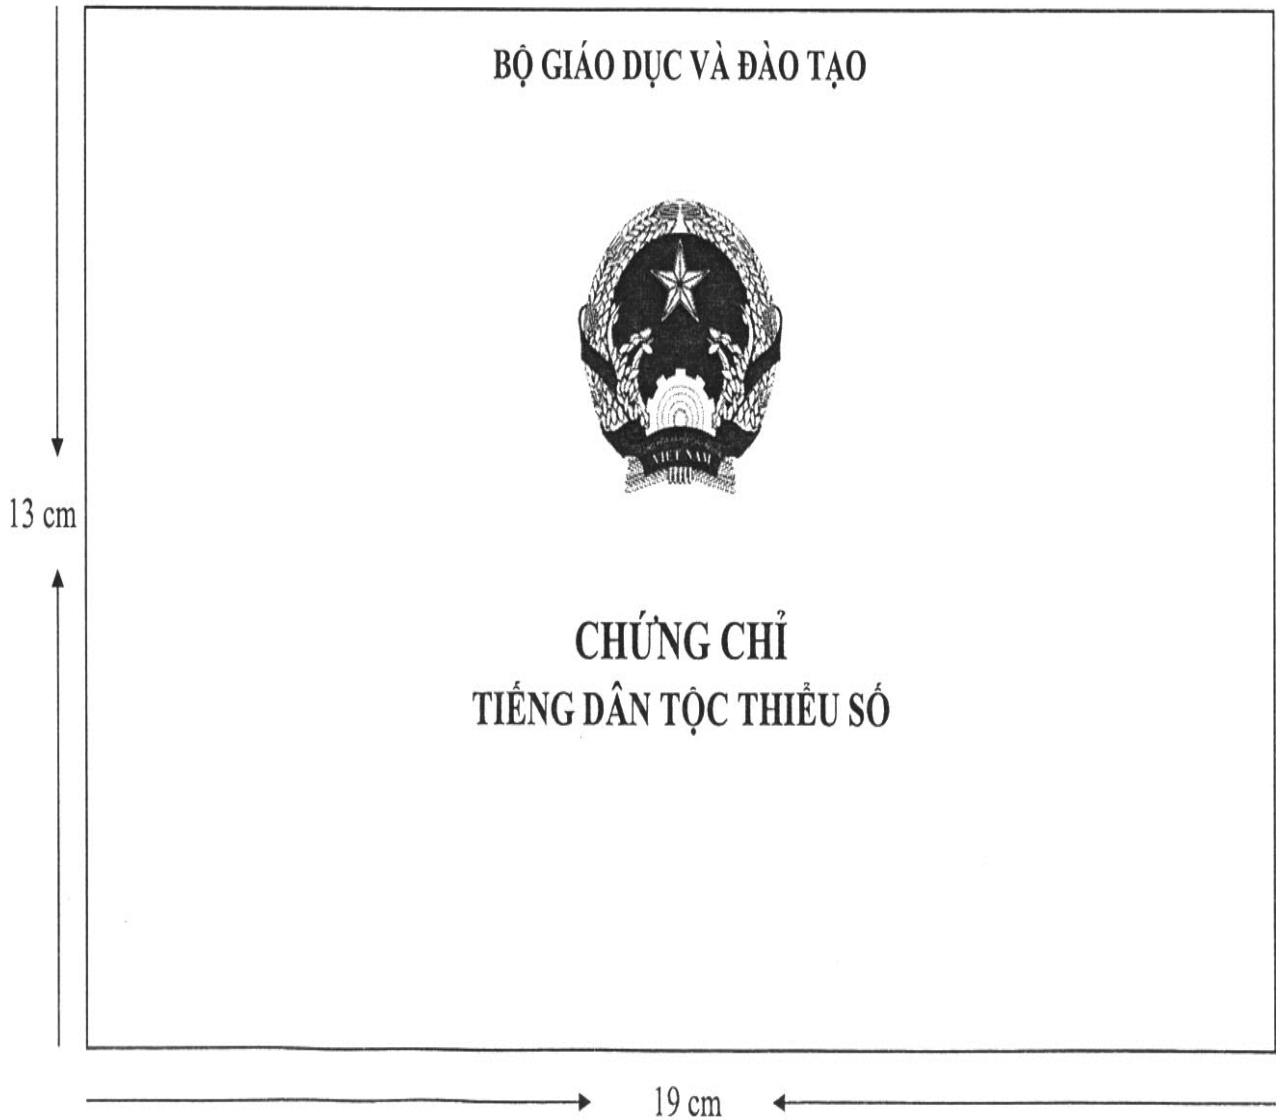 BỘ GIÁO DỤC VÀ ĐÀO TẠO
VIỆT NAM
13 cm
CHỨNG CHỈ
TIẾNG DÂN TỘC THIỂU SỐ
19 cm